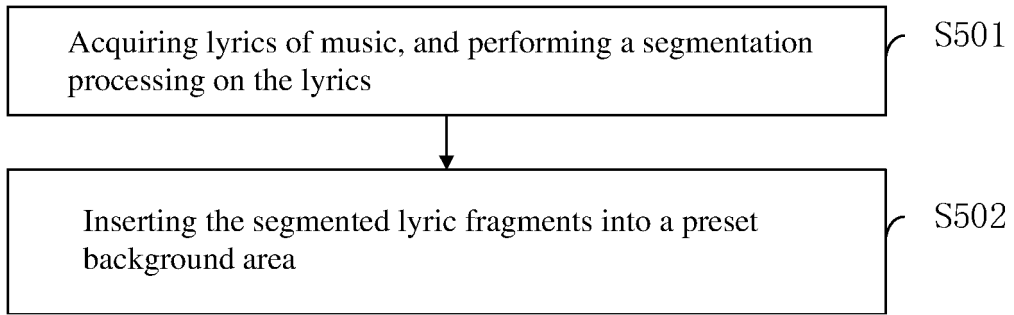 Acquiring lyrics of music, and performing a segmentation
processing on the lyrics
S501
Inserting the segmented lyric fragments into a preset
background area
S502